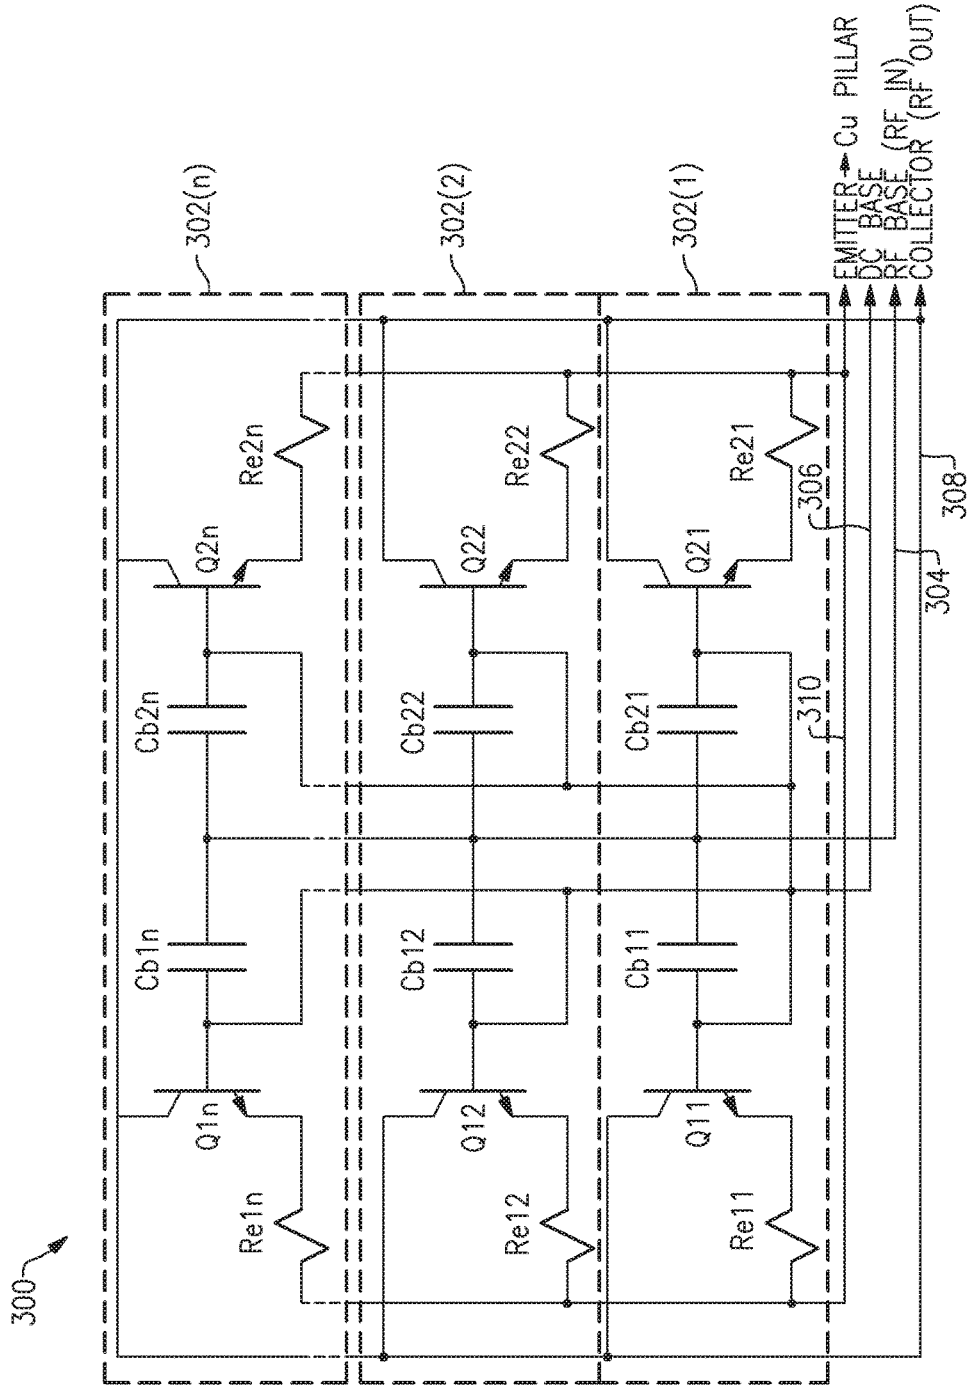 300
302(n)
302(2)
302(1)
Re1n
Q1n
Cb1n
Cb2n
Q2n
Re2n
Re12
Q12
Cb12
Cb22
Q22
Re22
Re11
Q11
Cb11
Cb21
Q21
Re21
310
306
304
308
EMITTER → Cu PILLAR
DC BASE
RF BASE (RF IN)
COLLECTOR (RF OUT)